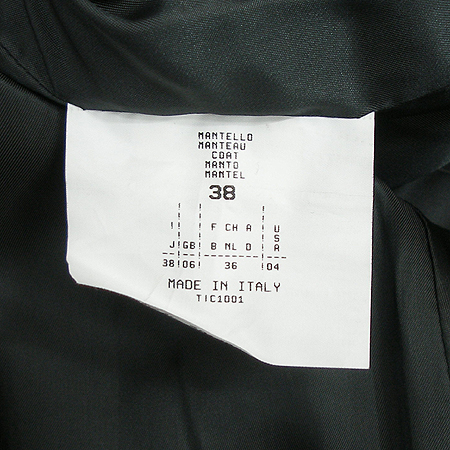 MANTELLO
MANTEAU
COAT
MANTO
MANTEL
38
! F CH A U
S
J GB B NL D A
38 06 36 04
MADE IN ITALY
TIC1001